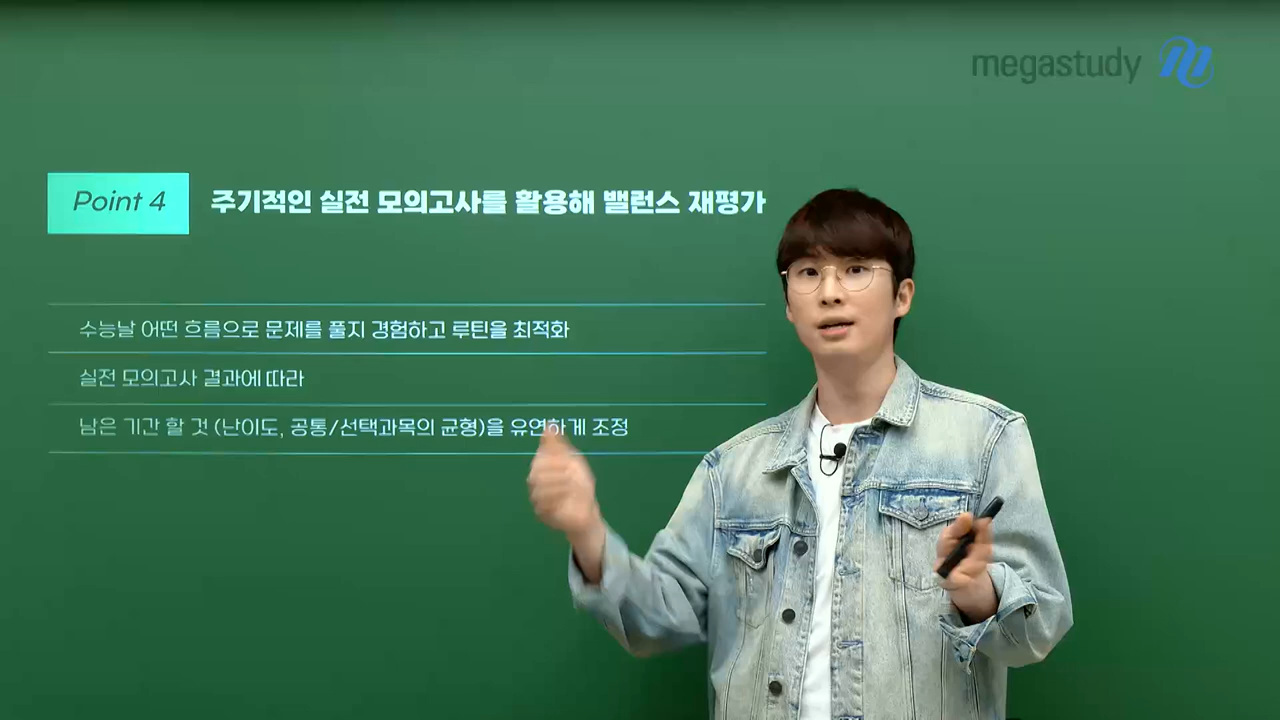 megastudy
Point 4
주기적인 실전 모의고사를 활용해 밸런스 재평가
수능날 어떤 흐름으로 문제를 풀지 경험하고 루틴을 최적화
실전 모의고사 결과에 따라
남은 기간 할 것 (난이도, 공통/선택과목의 균형)을 유연하게 조정